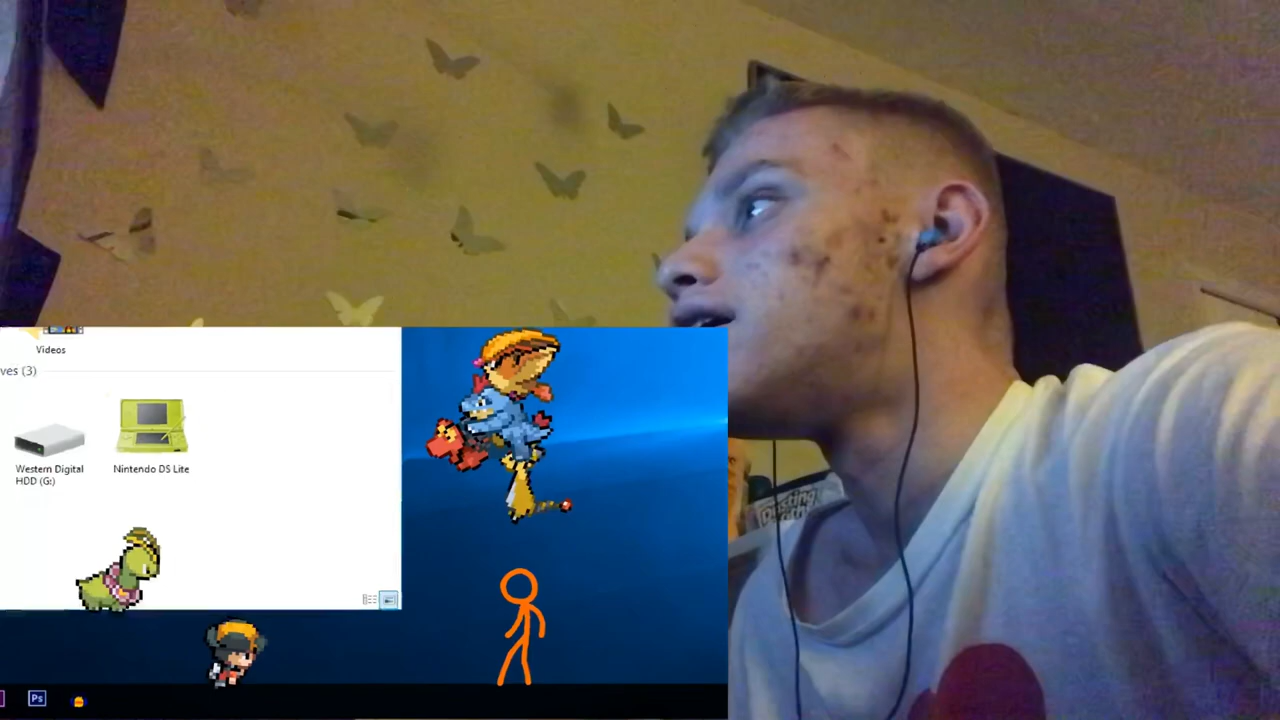 Videos
ves (3)
Western Digital
HDD (G:)
Nintendo DS Lite
Ps